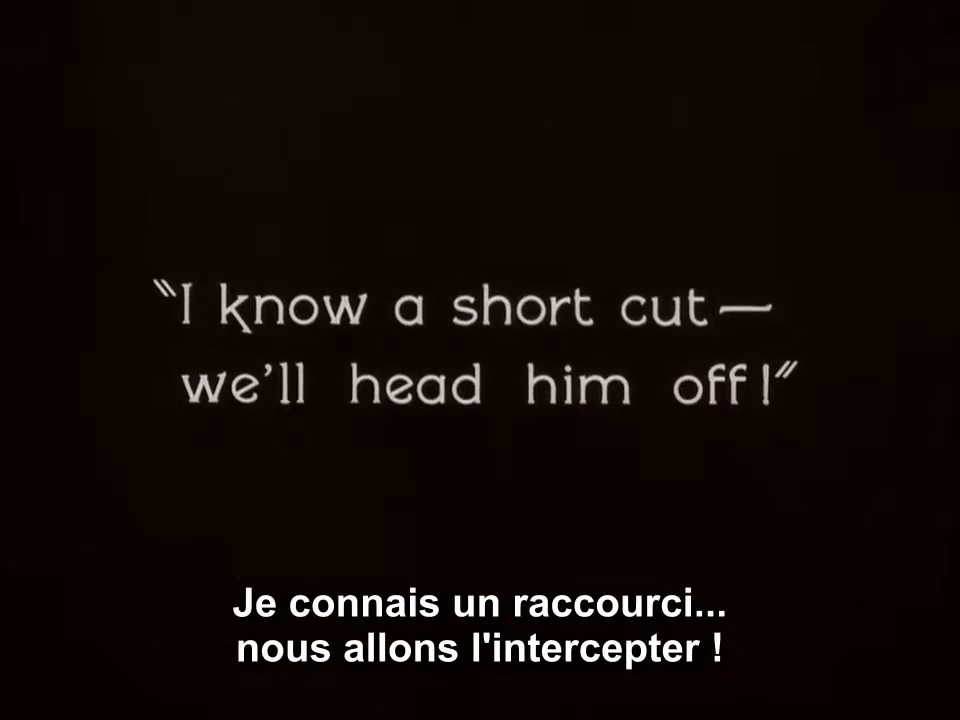 "I know a short cut—
we'll head him off!"
Je connais un raccourci...
nous allons l'intercepter !